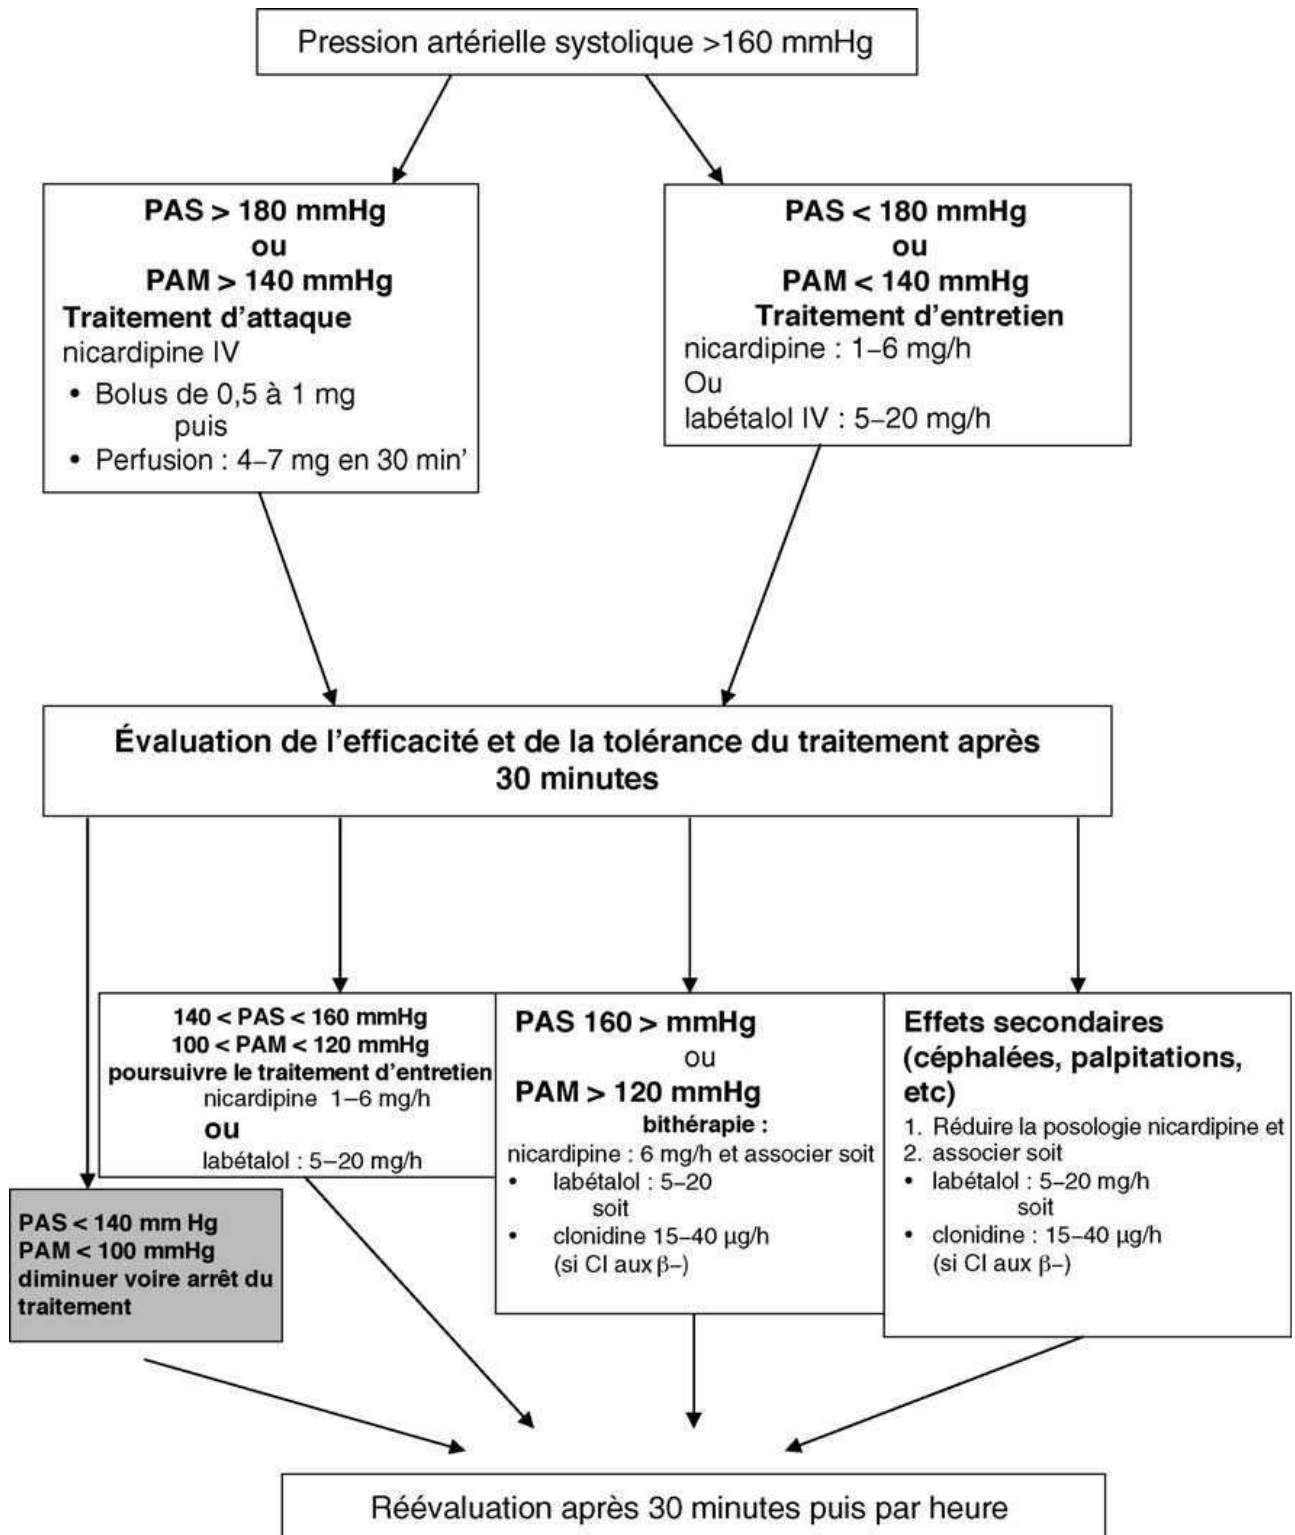 Pression artérielle systolique >160 mmHg
PAS > 180 mmHg
ou
PAM > 140 mmHg
Traitement d’attaque
nicardipine IV
• Bolus de 0,5 à 1 mg
puis
• Perfusion : 4–7 mg en 30 min’
PAS < 180 mmHg
ou
PAM < 140 mmHg
Traitement d’entretien
nicardipine : 1–6 mg/h
Ou
labétalol IV : 5–20 mg/h
Évaluation de l’efficacité et de la tolérance du traitement après
30 minutes
PAS < 140 mm Hg
PAM < 100 mmHg
diminuer voire arrêt du
traitement
140 < PAS < 160 mmHg
100 < PAM < 120 mmHg
poursuivre le traitement d’entretien
nicardipine 1–6 mg/h
ou
labétalol : 5–20 mg/h
PAS 160 > mmHg
ou
PAM > 120 mmHg
bithérapie :
nicardipine : 6 mg/h et associer soit
• labétalol : 5–20
soit
• clonidine 15–40 µg/h
(si CI aux β–)
Effets secondaires
(céphalées, palpitations,
etc)
1. Réduire la posologie nicardipine et
2. associer soit
• labétalol : 5–20 mg/h
soit
• clonidine : 15–40 µg/h
(si CI aux β–)
Réévaluation après 30 minutes puis par heure